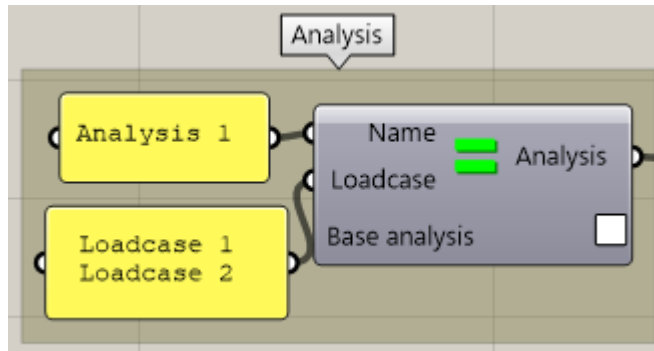 Analysis
Analysis 1
Name
Loadcase
Analysis
Base analysis
Loadcase 1
Loadcase 2